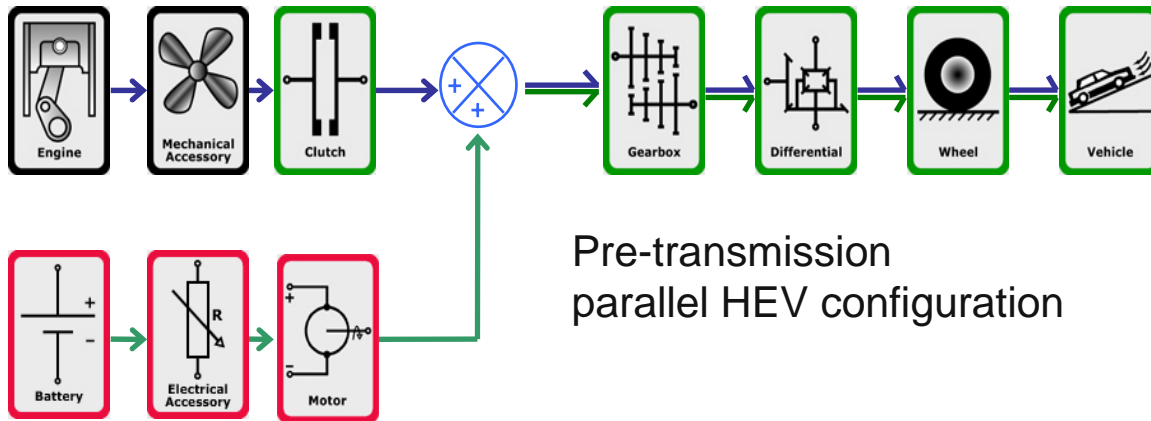 Engine
Mechanical
Accessory
Clutch
+
+
Gearbox
Differential
Wheel
Vehicle
Pre-transmission
parallel HEV configuration
+
−
Battery
R
Electrical
Accessory
+
−
Motor